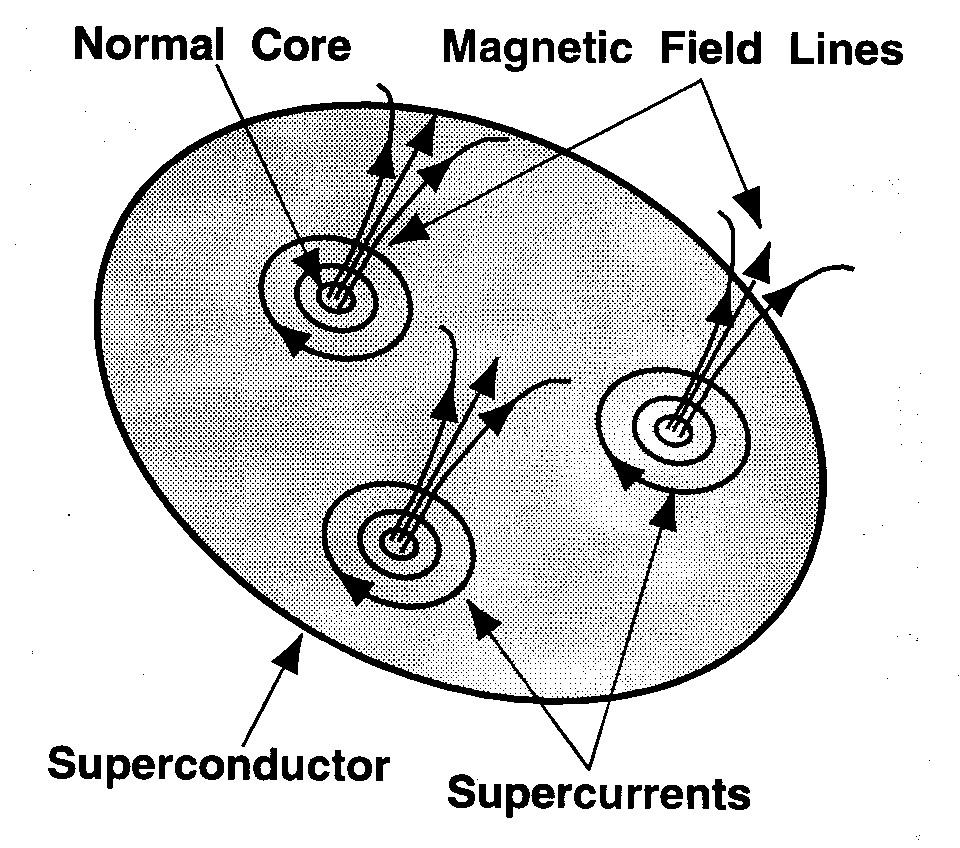 Normal Core
Magnetic Field Lines
Superconductor
Supercurrents